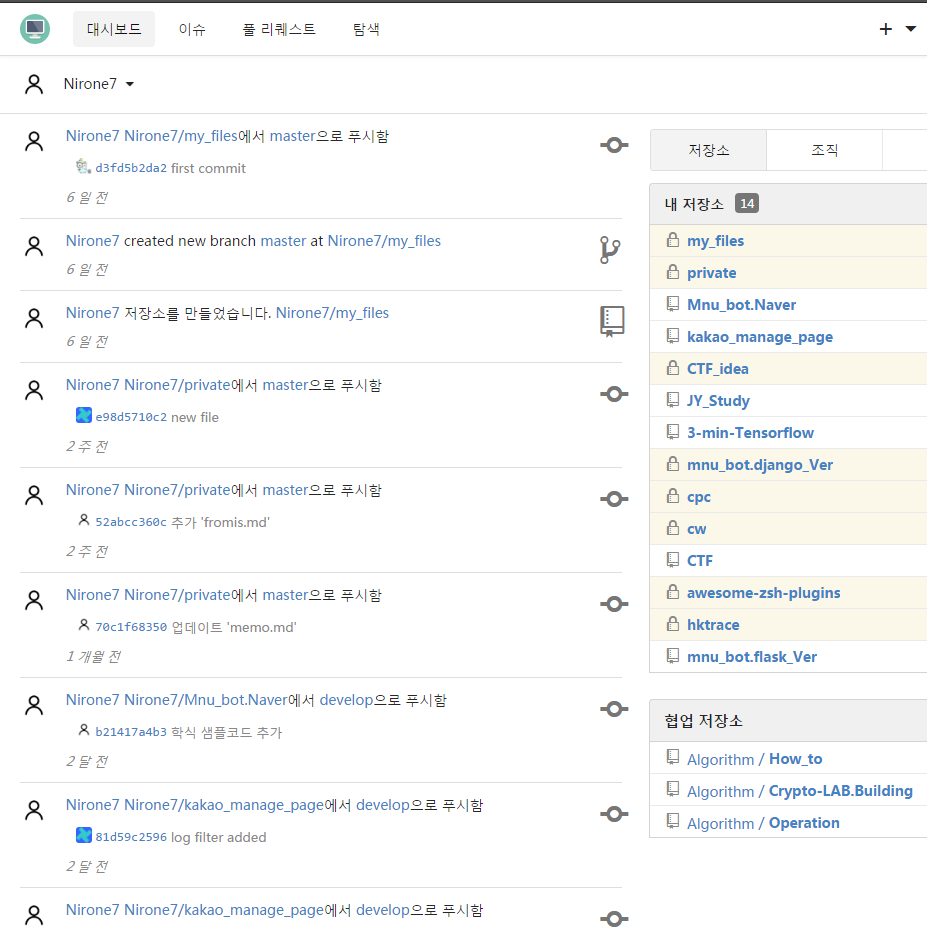 대시보드 이슈 풀 리퀘스트 탐색
Nirone7
Nirone7 Nirone7/my_files에서 master으로 푸시함
d3fd5b2da2 first commit
6 일 전
Nirone7 created new branch master at Nirone7/my_files
6 일 전
Nirone7 저장소를 만들었습니다. Nirone7/my_files
6 일 전
Nirone7 Nirone7/private에서 master으로 푸시함
e98d5710c2 new file
2 주 전
Nirone7 Nirone7/private에서 master으로 푸시함
52abcc360c 추가 'fromis.md'
2 주 전
Nirone7 Nirone7/private에서 master으로 푸시함
70c1f68350 업데이트 'memo.md'
1 개월 전
Nirone7 Nirone7/Mnu_bot.Naver에서 develop으로 푸시함
b21417a4b3 학식 샘플코드 추가
2 달 전
Nirone7 Nirone7/kakao_manage_page에서 develop으로 푸시함
81d59c2596 log filter added
2 달 전
Nirone7 Nirone7/kakao_manage_page에서 develop으로 푸시함
저장소 조직
내 저장소 14
my_files
private
Mnu_bot.Naver
kakao_manage_page
CTF_idea
JY_Study
3-min-Tensorflow
mnu_bot.django_Ver
cpc
cw
CTF
awesome-zsh-plugins
hktrace
mnu_bot.flask_Ver
협업 저장소
Algorithm / How_to
Algorithm / Crypto-LAB.Building
Algorithm / Operation